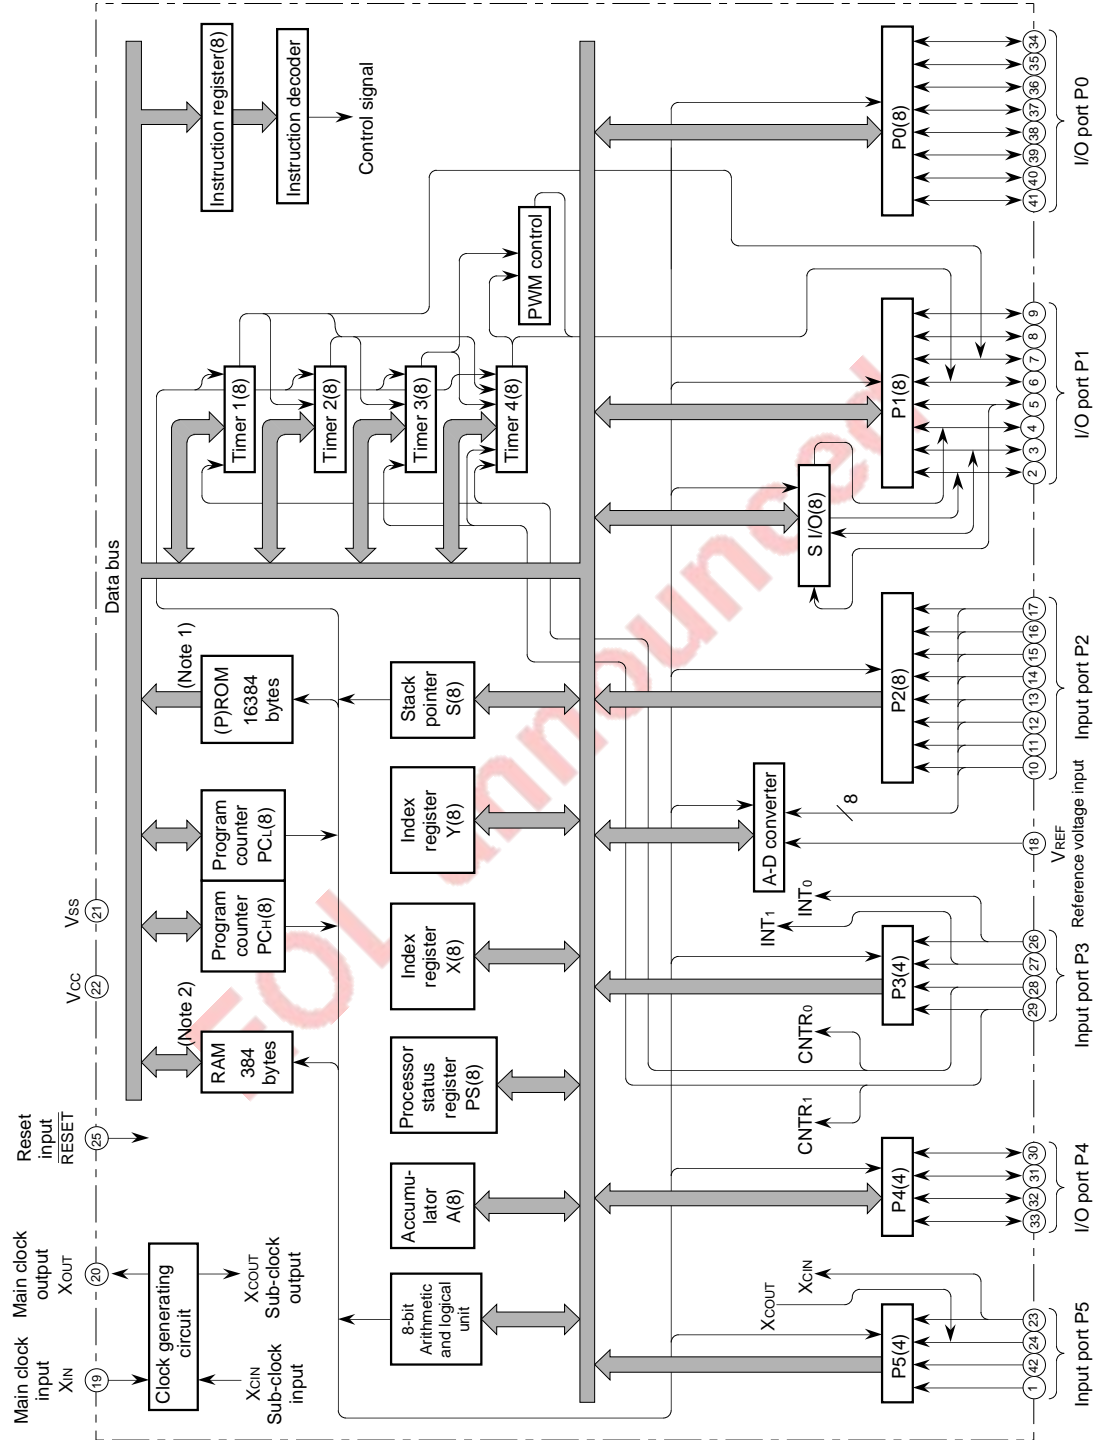 Main clock
input
XIN
19
Main clock
output
XOUT
20
Reset
input
RESET
25
VCC
22
VSS
21
Clock generating
circuit
XCIN
Sub-clock
input
XCOUT
Sub-clock
output
Data bus
RAM
384
bytes
(Note 2)
Program
counter
PCH(8)
Program
counter
PCL(8)
(P)ROM
16384
bytes
(Note 1)
Instruction register(8)
Instruction decoder
Control signal
8-bit
Arithmetic
and logical
unit
Accumu-
lator
A(8)
Processor
status
register
PS(8)
Index
register
X(8)
Index
register
Y(8)
Stack
pointer
S(8)
Timer 1(8)
Timer 2(8)
Timer 3(8)
Timer 4(8)
PWM control
XCOUT
XCIN
CNTR1
CNTR0
INT1
INT0
A-D converter
8
S I/O(8)
P5(4)
P4(4)
P3(4)
P2(8)
P1(8)
P0(8)
1 42 24 23
Input port P5
33 32 31 30
I/O port P4
29 28 27 26
Input port P3
18
VREF
Reference voltage input
10 11 12 13 14 15 16 17
Input port P2
2 3 4 5 6 7 8 9
I/O port P1
41 40 39 38 37 36 35 34
I/O port P0